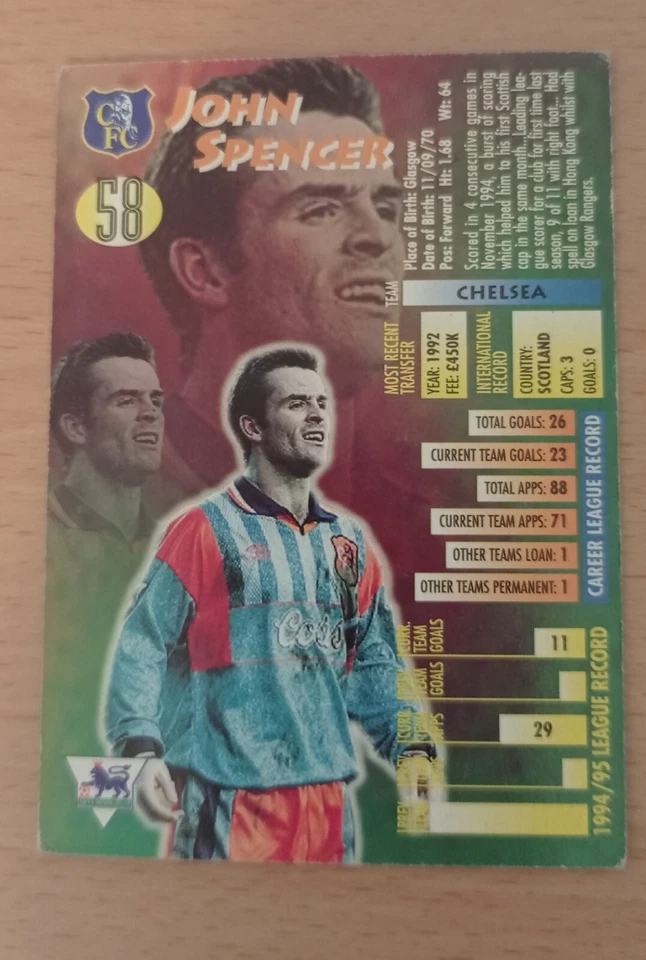 CFC
JOHN
SPENCER
58
Place of Birth: Glasgow
Date of Birth: 11/09/70
Pos: Forward Ht: 1.68 Wt: 64
Scored in 4 consecutive games in
November 1994, a burst of scoring
which helped him to his first Scottish
cap in the same month...Leading lea-
gue scorer for a club for first time last
season, 9 of 11 with right foot... Had
spell on loan in Hong Kong whilst with
Glasgow Rangers.
TEAM
CHELSEA
MOST RECENT
TRANSFER
YEAR: 1992
FEE: £450K
INTERNATIONAL
RECORD
COUNTRY:
SCOTLAND
CAPS: 3
GOALS: 0
TOTAL GOALS: 26
CURRENT TEAM GOALS: 23
TOTAL APPS: 88
CURRENT TEAM APPS: 71
OTHER TEAMS LOAN: 1
OTHER TEAMS PERMANENT: 1
CAREER LEAGUE RECORD
CURR.
TEAM
GOALS
11
TEAM
GOALS
CURR
29
1994/95 LEAGUE RECORD
Coors